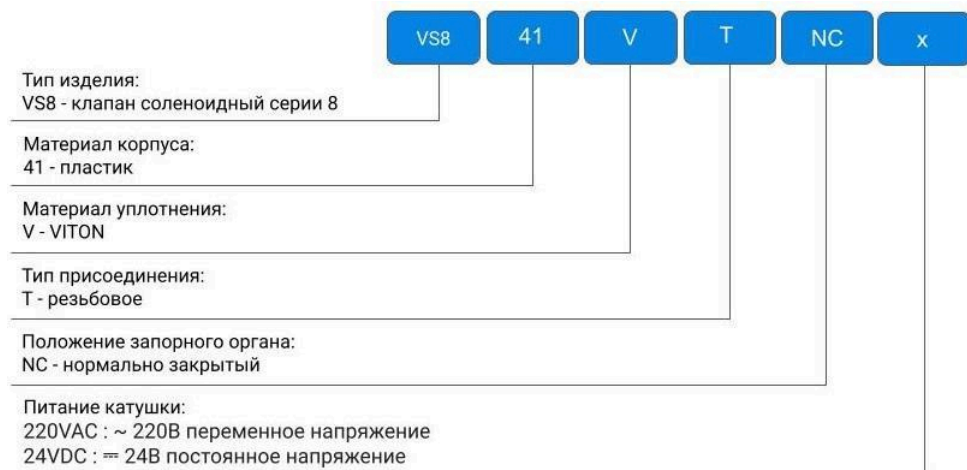 VS8 41 V T NC x
Тип изделия:
VS8 - клапан соленоидный серии 8
Материал корпуса:
41 - пластик
Материал уплотнения:
V - VITON
Тип присоединения:
T - резьбовое
Положение запорного органа:
NC - нормально закрытый
Питание катушки:
220VAC : ~ 220В переменное напряжение
24VDC : ⎓ 24В постоянное напряжение